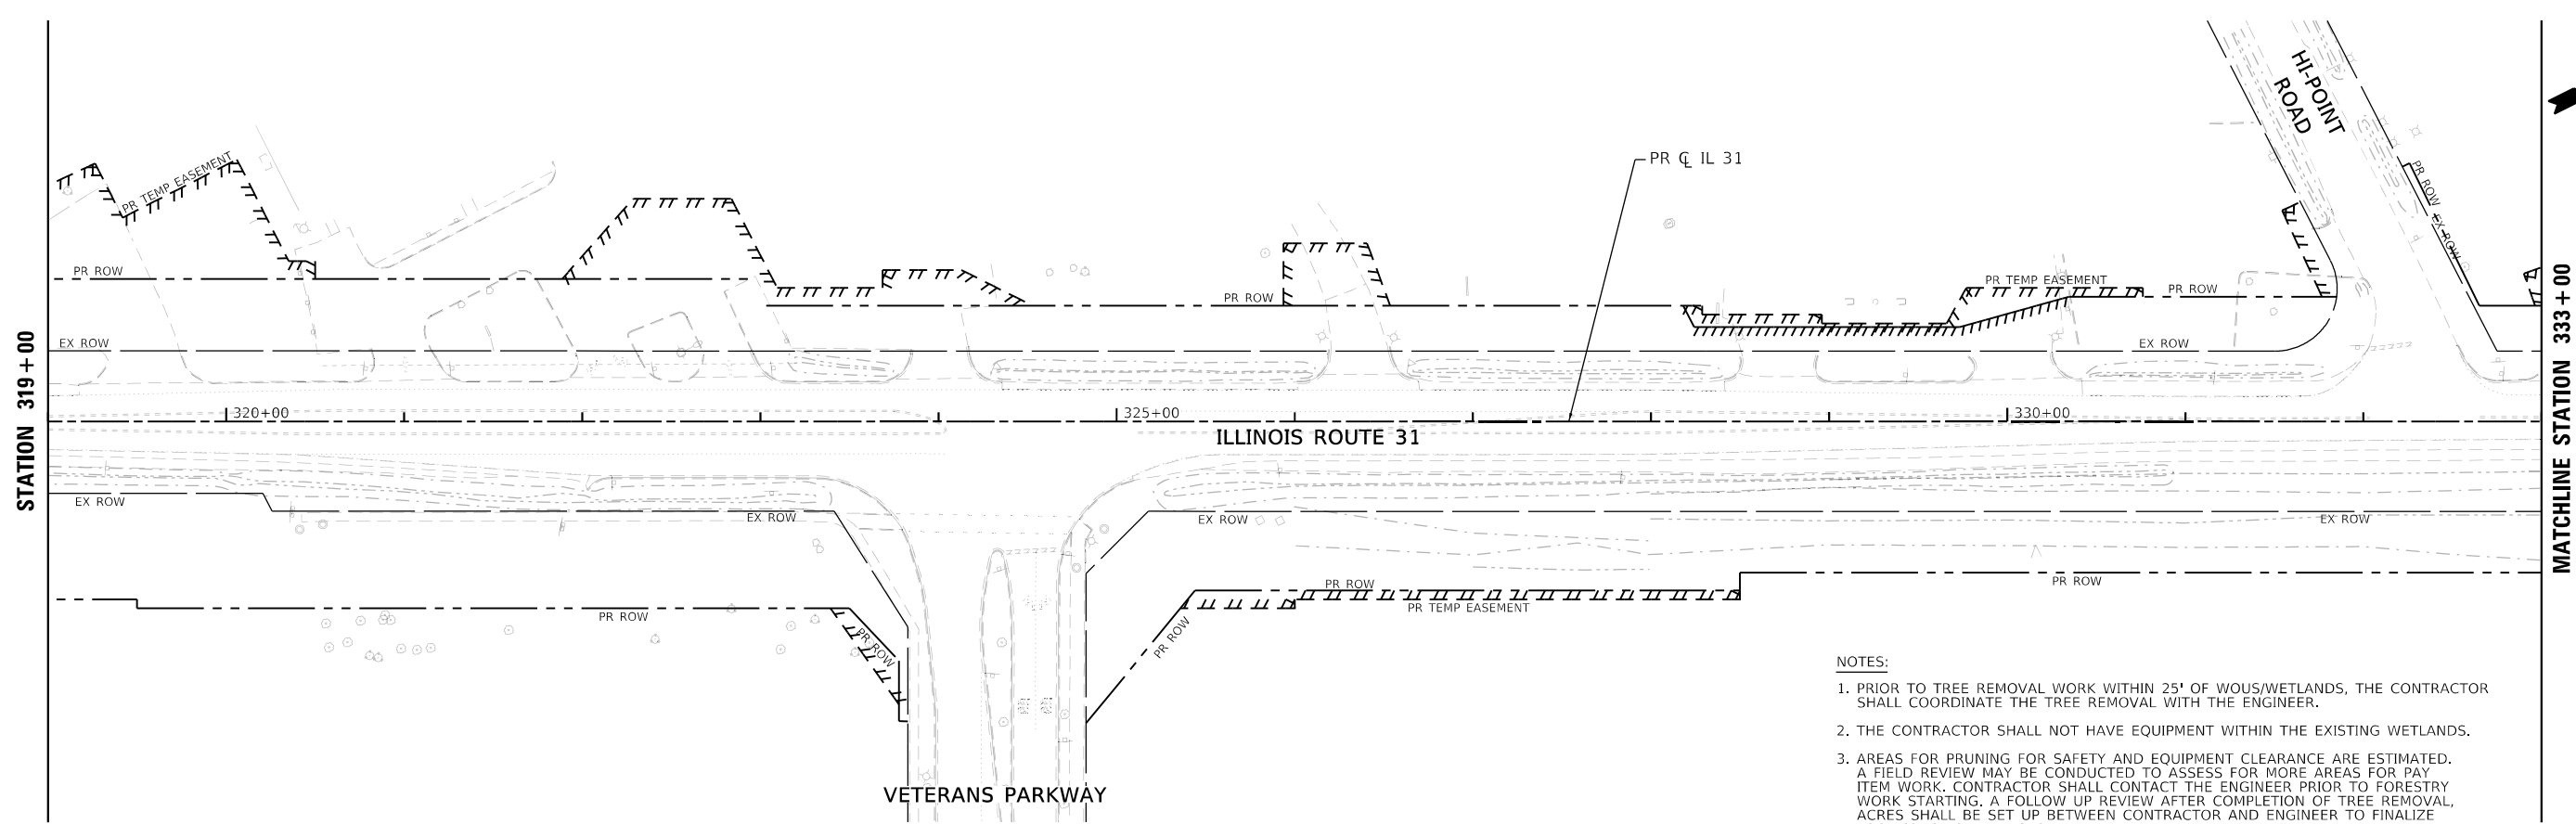 HI-POINT
ROAD
PR ℄ IL 31
PR TEMP EASEMENT
PR ROW
EX ROW
PR ROW
PR ROW
PR TEMP EASEMENT
PR ROW
PR ROW
EX ROW
EX ROW
STATION 319+00
MATCHLINE STATION 333+00
320+00
325+00
330+00
ILLINOIS ROUTE 31
EX ROW
EX ROW
EX ROW
EX ROW
PR ROW
PR ROW
PR ROW
PR ROW
PR TEMP EASEMENT
PR ROW
VETERANS PARKWAY
NOTES:
1. PRIOR TO TREE REMOVAL WORK WITHIN 25' OF WOUS/WETLANDS, THE CONTRACTOR
SHALL COORDINATE THE TREE REMOVAL WITH THE ENGINEER.
2. THE CONTRACTOR SHALL NOT HAVE EQUIPMENT WITHIN THE EXISTING WETLANDS.
3. AREAS FOR PRUNING FOR SAFETY AND EQUIPMENT CLEARANCE ARE ESTIMATED.
A FIELD REVIEW MAY BE CONDUCTED TO ASSESS FOR MORE AREAS FOR PAY
ITEM WORK. CONTRACTOR SHALL CONTACT THE ENGINEER PRIOR TO FORESTRY
WORK STARTING. A FOLLOW UP REVIEW AFTER COMPLETION OF TREE REMOVAL,
ACRES SHALL BE SET UP BETWEEN CONTRACTOR AND ENGINEER TO FINALIZE